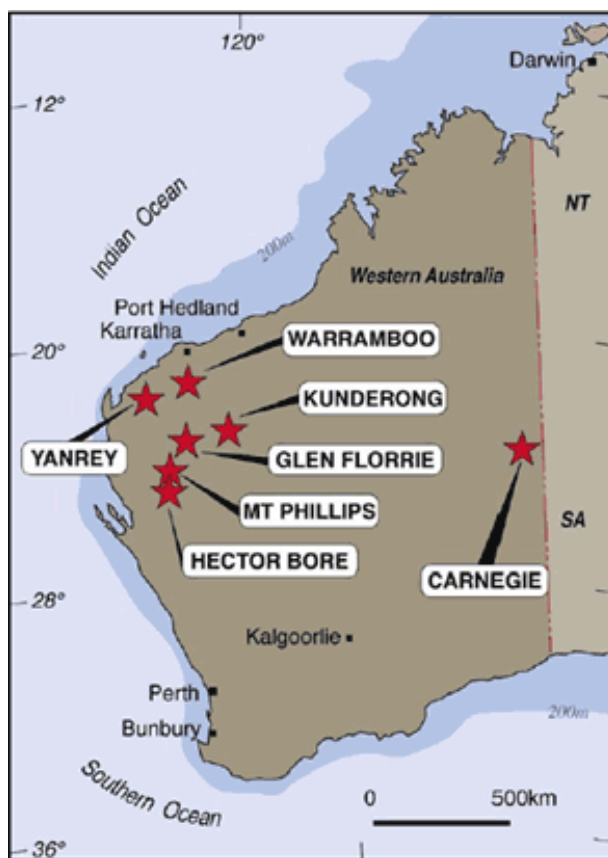 120°
Darwin
12°
NT
Indian Ocean
200m
Western Australia
Port Hedland
Karratha
20°
WARRAMBOO
KUNDERONG
YANREY
GLEN FLORRIE
MT PHILLIPS
SA
HECTOR BORE
CARNEGIE
28°
Kalgoorlie
Perth
200m
Bunbury
Southern Ocean
0 500km
36°